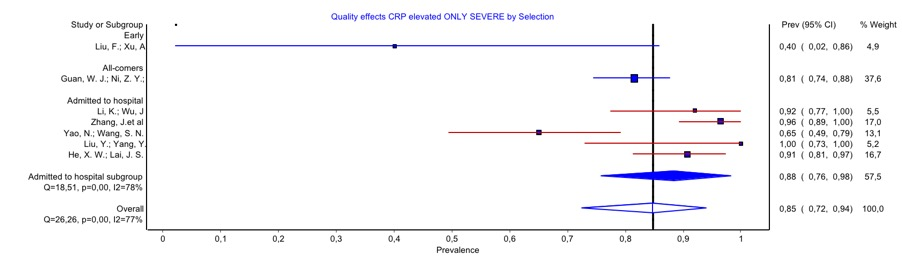 Quality effects CRP elevated ONLY SEVERE by Selection
Study or Subgroup Prev (95% CI) % Weight
Early
Liu, F.; Xu, A 0,40 ( 0,02, 0,86) 4,9
All-comers
Guan, W. J.; Ni, Z. Y.; 0,81 ( 0,74, 0,88) 37,6
Admitted to hospital
Li, K.; Wu, J 0,92 ( 0,77, 1,00) 5,5
Zhang, J.et al 0,96 ( 0,89, 1,00) 17,0
Yao, N.; Wang, S. N. 0,65 ( 0,49, 0,79) 13,1
Liu, Y.; Yang, Y. 1,00 ( 0,73, 1,00) 5,2
He, X. W.; Lai, J. S. 0,91 ( 0,81, 0,97) 16,7
Admitted to hospital subgroup 0,88 ( 0,76, 0,98) 57,5
Q=18,51, p=0,00, I2=78%
Overall 0,85 ( 0,72, 0,94) 100,0
Q=26,26, p=0,00, I2=77%
0 0,1 0,2 0,3 0,4 0,5 0,6 0,7 0,8 0,9 1
Prevalence